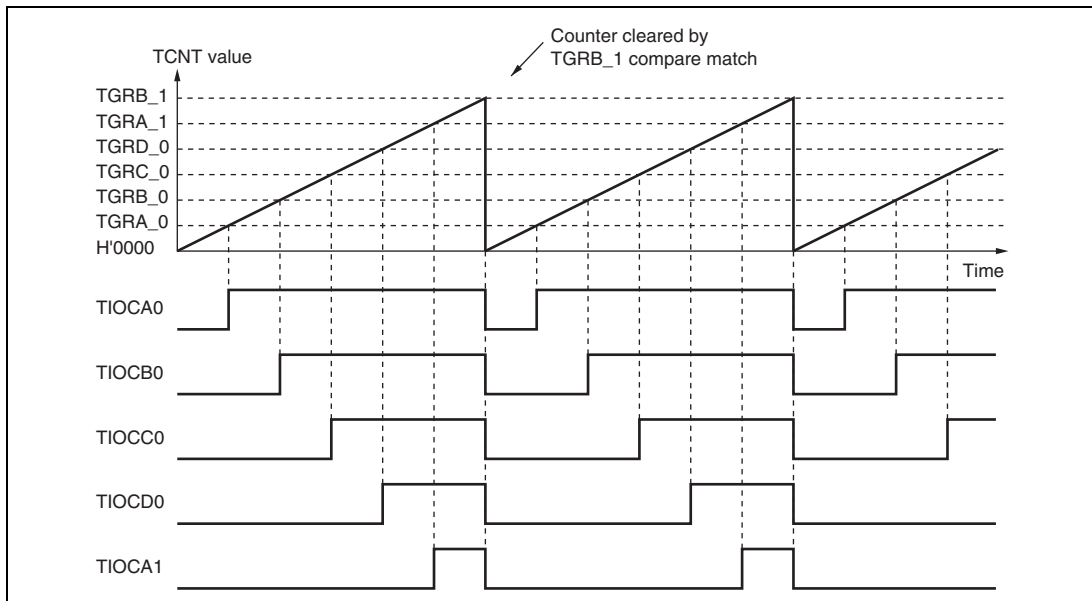 Counter cleared by
TGRB_1 compare match
TCNT value
TGRB_1
TGRA_1
TGRD_0
TGRC_0
TGRB_0
TGRA_0
H'0000
Time
TIOCA0
TIOCB0
TIOCC0
TIOCD0
TIOCA1